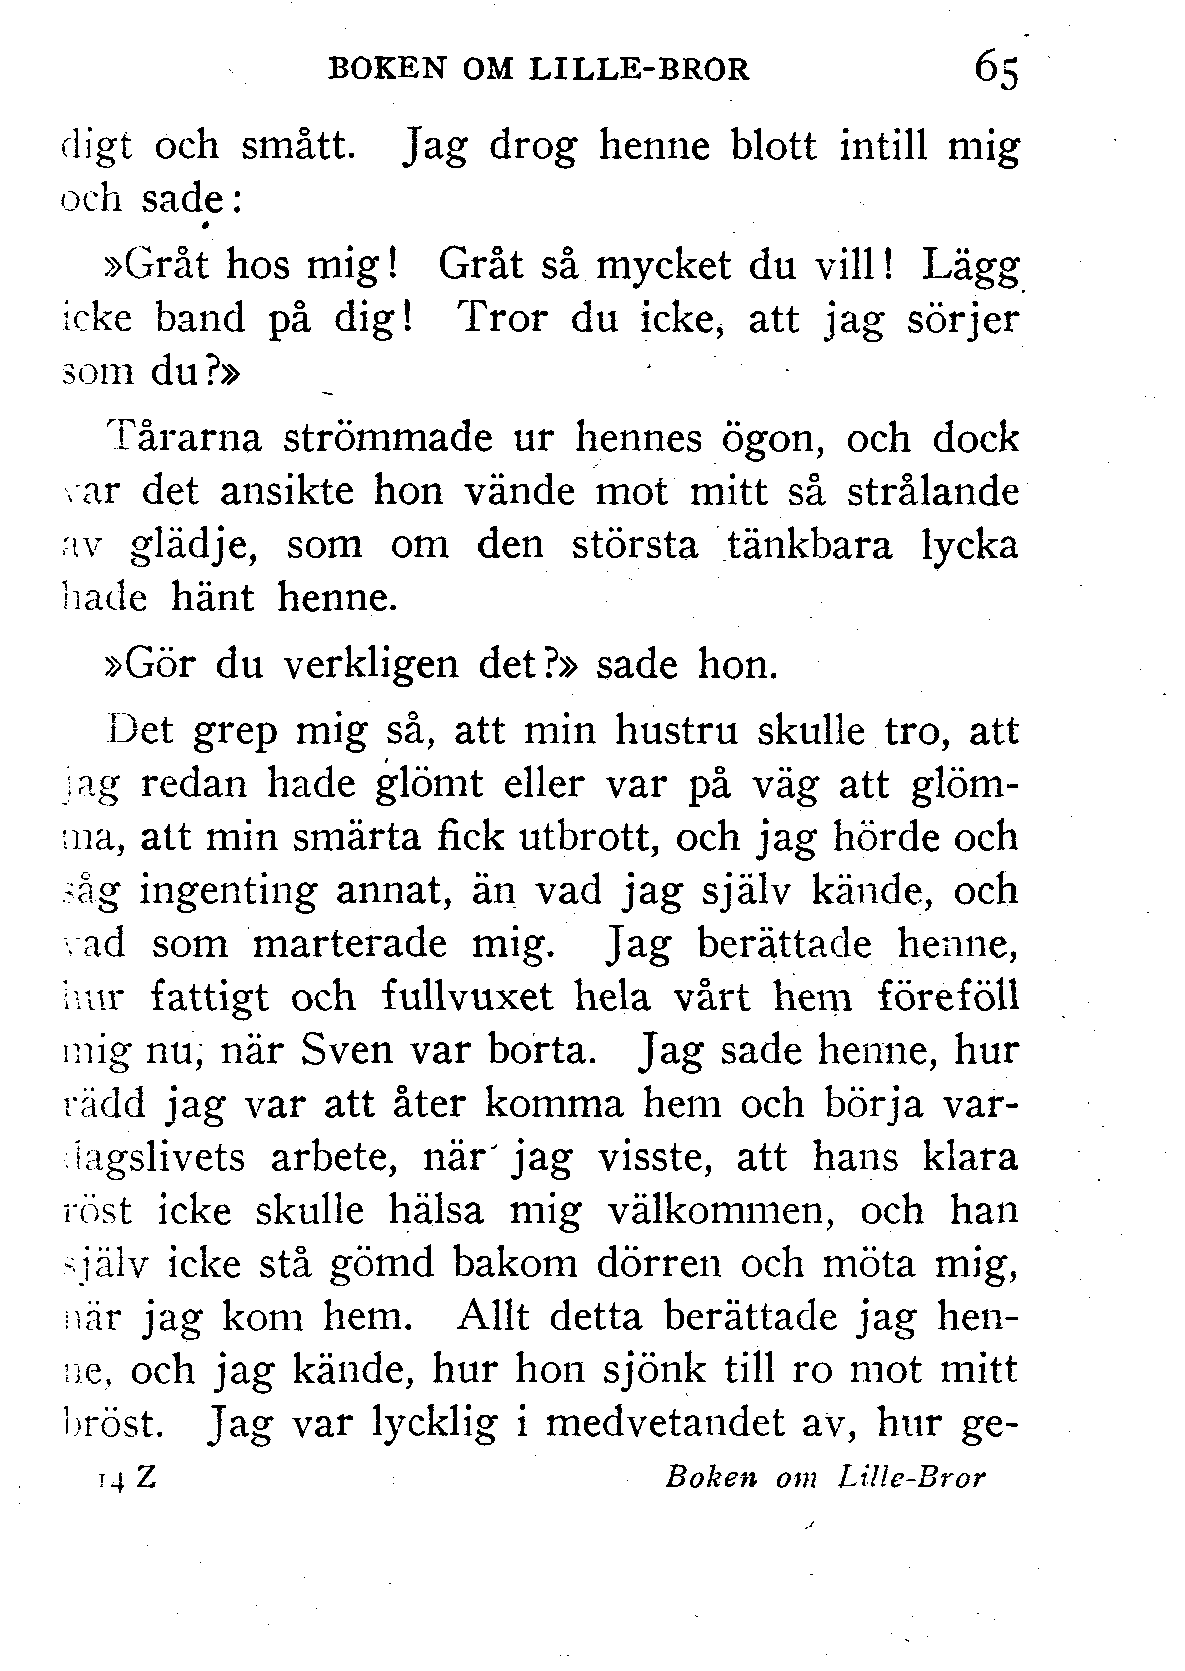 BOKEN OM LILLE-BROR 65
digt och smått. Jag drog henne blott intill mig
och sade:
»Gråt hos mig! Gråt så mycket du vill! Lägg
icke band på dig! Tror du icke, att jag sörjer
som du?»
Tårarna strömmade ur hennes ögon, och dock
var det ansikte hon vände mot mitt så strålande
av glädje, som om den största tänkbara lycka
hade hänt henne.
»Gör du verkligen det?» sade hon.
Det grep mig så, att min hustru skulle tro, att
jag redan hade glömt eller var på väg att glöm-
ma, att min smärta fick utbrott, och jag hörde och
såg ingenting annat, än vad jag själv kände, och
vad som marterade mig. Jag berättade henne,
hur fattigt och fullvuxet hela vårt hem föreföll
mig nu, när Sven var borta. Jag sade henne, hur
rädd jag var att åter komma hem och börja var-
dagslivets arbete, när jag visste, att hans klara
röst icke skulle hälsa mig välkommen, och han
själv icke stå gömd bakom dörren och möta mig,
när jag kom hem. Allt detta berättade jag hen-
ne, och jag kände, hur hon sjönk till ro mot mitt
bröst. Jag var lycklig i medvetandet av, hur ge-
14 Z Boken om Lille-Bror